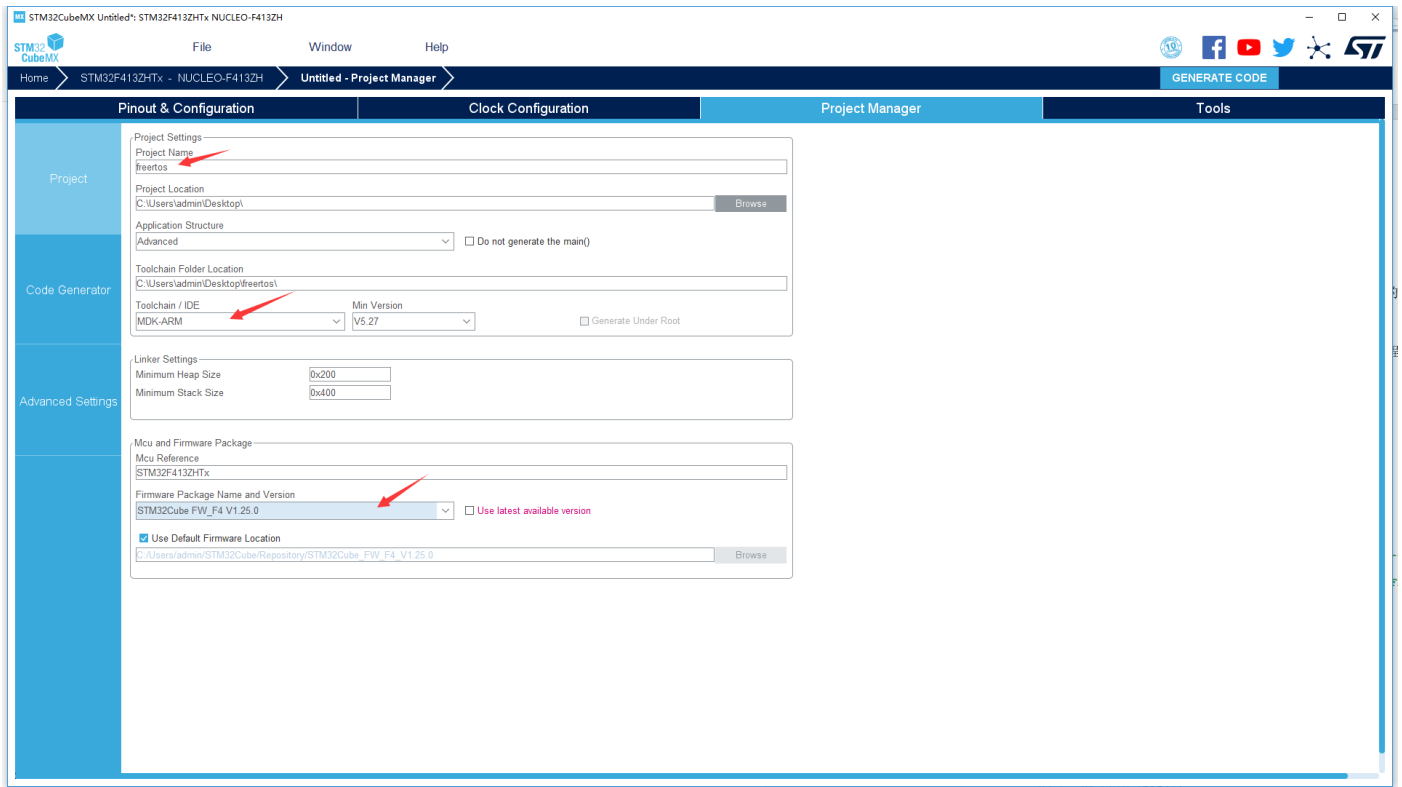 MX STM32CubeMX Untitled*: STM32F413ZHTx NUCLEO-F413ZH
STM32 CubeMX
File Window Help
10
Home STM32F413ZHTx - NUCLEO-F413ZH Untitled - Project Manager GENERATE CODE
Pinout & Configuration Clock Configuration Project Manager Tools
Project
Code Generator
Advanced Settings
Project Settings
Project Name
freertos
Project Location
C:\Users\admin\Desktop\ Browse
Application Structure
Advanced Do not generate the main()
Toolchain Folder Location
C:\Users\admin\Desktop\freertos\
Toolchain / IDE Min Version
MDK-ARM V5.27 Generate Under Root
Linker Settings
Minimum Heap Size 0x200
Minimum Stack Size 0x400
Mcu and Firmware Package
Mcu Reference
STM32F413ZHTx
Firmware Package Name and Version
STM32Cube FW_F4 V1.25.0 Use latest available version
Use Default Firmware Location
C:/Users/admin/STM32Cube/Repository/STM32Cube_FW_F4_V1.25.0 Browse